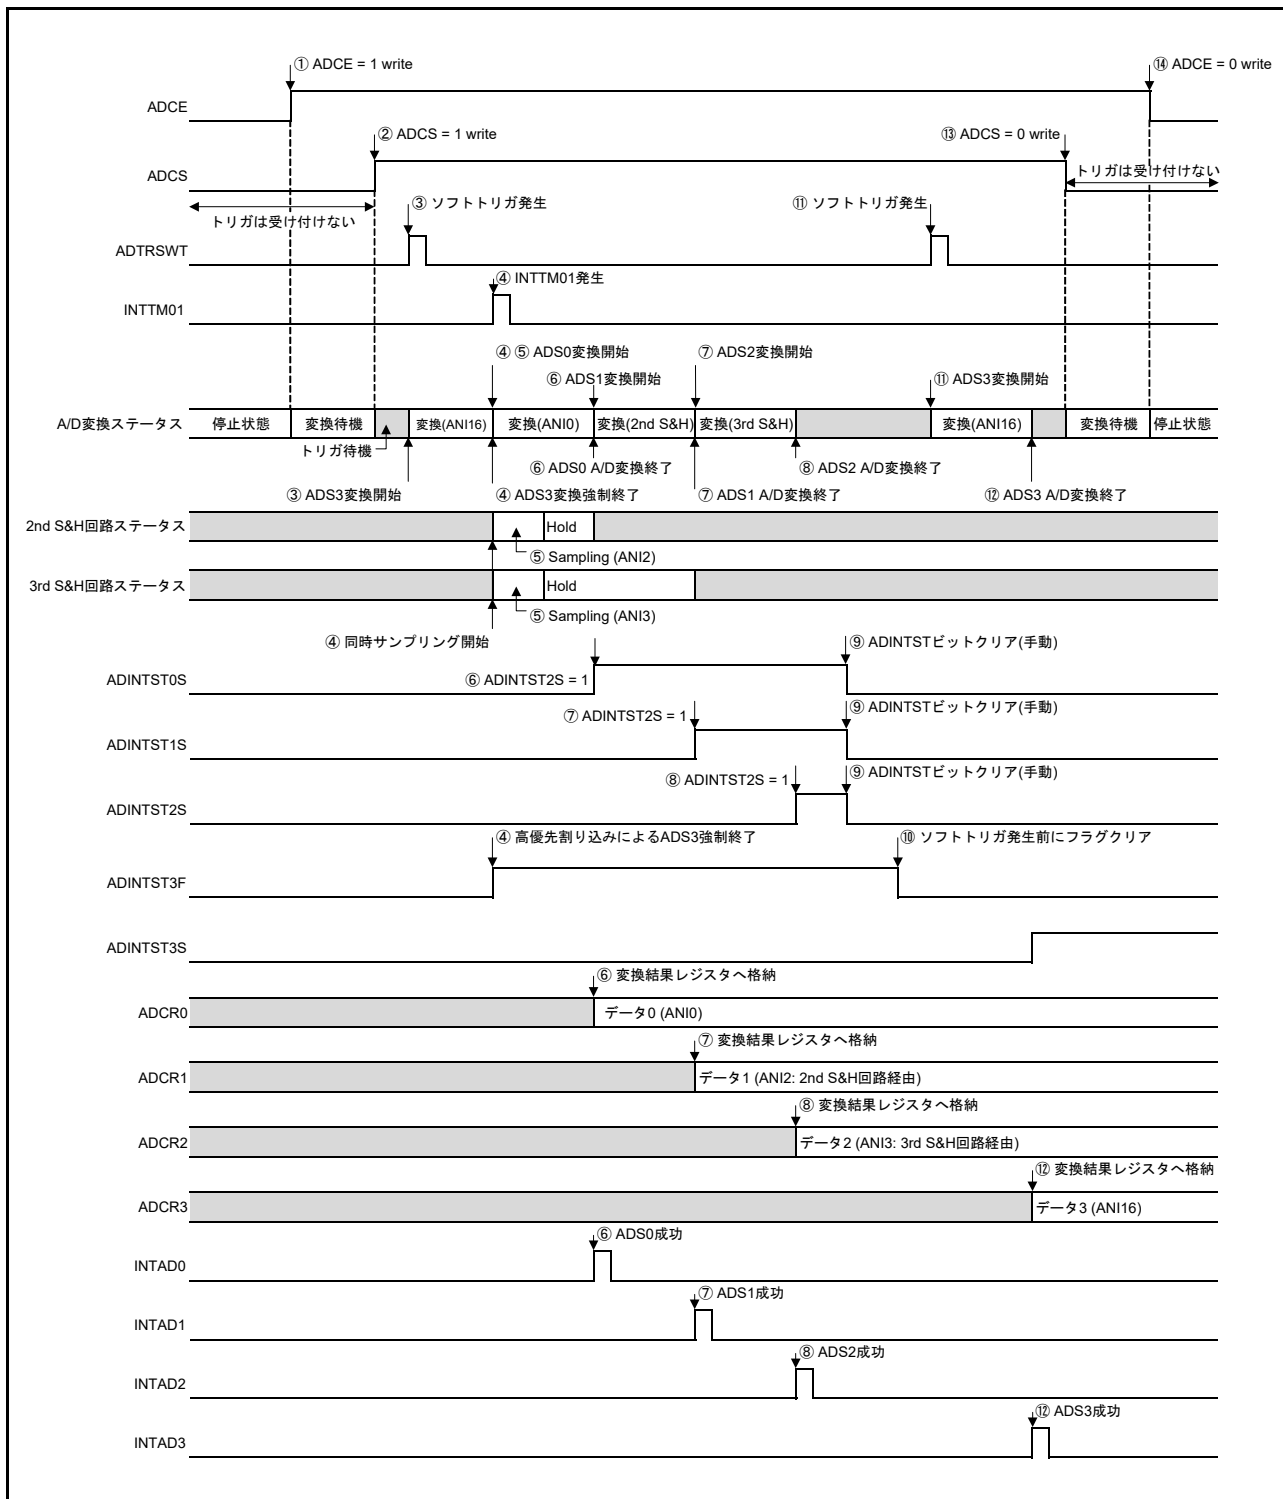 ① ADCE = 1 write
⑭ ADCE = 0 write
ADCE
② ADCS = 1 write
⑬ ADCS = 0 write
ADCS
トリガは受け付けない
トリガは受け付けない
③ ソフトトリガ発生
⑪ ソフトトリガ発生
ADTRSWT
④ INTTM01発生
INTTM01
④ ⑤ ADS0変換開始
⑦ ADS2変換開始
⑥ ADS1変換開始
⑪ ADS3変換開始
A/D変換ステータス
停止状態
変換待機
変換(ANI16)
変換(ANI0)
変換(2nd S&H)
変換(3rd S&H)
変換(ANI16)
変換待機
停止状態
トリガ待機
⑥ ADS0 A/D変換終了
⑧ ADS2 A/D変換終了
③ ADS3変換開始
④ ADS3変換強制終了
⑦ ADS1 A/D変換終了
⑫ ADS3 A/D変換終了
2nd S&H回路ステータス
Hold
⑤ Sampling (ANI2)
3rd S&H回路ステータス
Hold
⑤ Sampling (ANI3)
④ 同時サンプリング開始
⑨ ADINTSTビットクリア(手動)
ADINTST0S
⑥ ADINTST2S = 1
⑨ ADINTSTビットクリア(手動)
⑦ ADINTST2S = 1
ADINTST1S
⑨ ADINTSTビットクリア(手動)
⑧ ADINTST2S = 1
ADINTST2S
④ 高優先割り込みによるADS3強制終了
⑩ ソフトトリガ発生前にフラグクリア
ADINTST3F
ADINTST3S
⑥ 変換結果レジスタへ格納
ADCR0
データ0 (ANI0)
⑦ 変換結果レジスタへ格納
ADCR1
データ1 (ANI2: 2nd S&H回路経由)
⑧ 変換結果レジスタへ格納
ADCR2
データ2 (ANI3: 3rd S&H回路経由)
⑫ 変換結果レジスタへ格納
ADCR3
データ3 (ANI16)
⑥ ADS0成功
INTAD0
⑦ ADS1成功
INTAD1
⑧ ADS2成功
INTAD2
⑫ ADS3成功
INTAD3